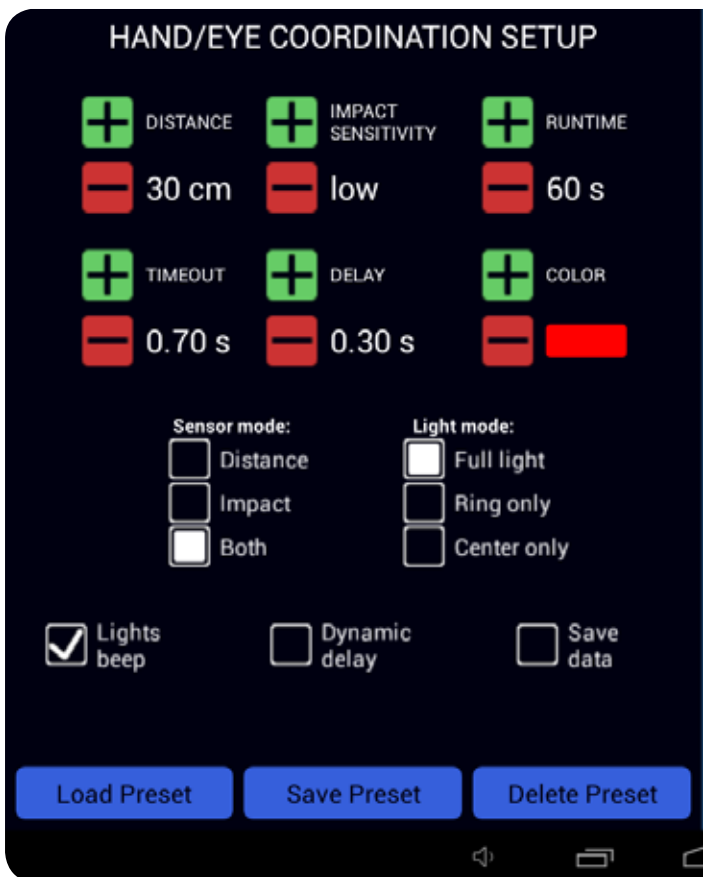 HAND/EYE COORDINATION SETUP
DISTANCE
IMPACT
SENSITIVITY
RUNTIME
30 cm
low
60 s
TIMEOUT
DELAY
COLOR
0.70 s
0.30 s
Sensor mode:
Light mode:
Distance
Full light
Impact
Ring only
Both
Center only
Lights
beep
Dynamic
delay
Save
data
Load Preset
Save Preset
Delete Preset